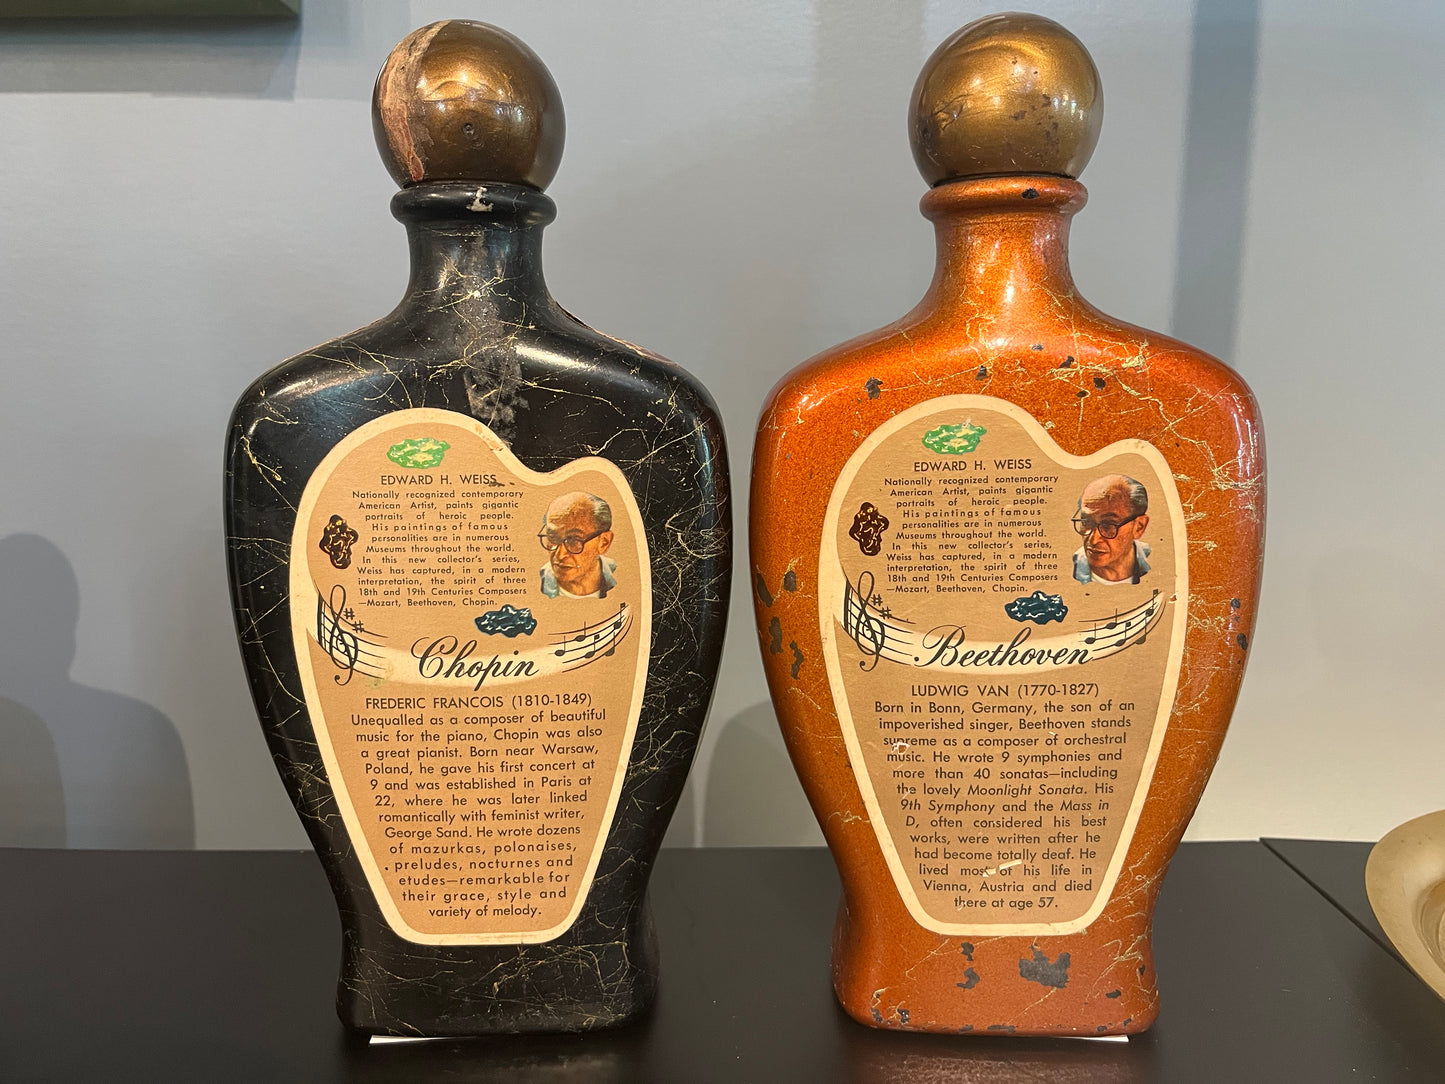 EDWARD H. WEISS
Nationally recognized contemporary
American Artist, paints gigantic
portraits of heroic people.
His paintings of famous
personalities are in numerous
Museums throughout the world.
In this new collector's series,
Weiss has captured, in a modern
interpretation, the spirit of three
18th and 19th Centuries Composers
—Mozart, Beethoven, Chopin.
Chopin
FREDERIC FRANCOIS (1810-1849)
Unequalled as a composer of beautiful
music for the piano, Chopin was also
a great pianist. Born near Warsaw,
Poland, he gave his first concert at
9 and was established in Paris at
22, where he was later linked
romantically with feminist writer,
George Sand. He wrote dozens
of mazurkas, polonaises,
preludes, nocturnes and
etudes—remarkable for
their grace, style and
variety of melody.
EDWARD H. WEISS
Nationally recognized contemporary
American Artist, paints gigantic
portraits of heroic people.
His paintings of famous
personalities are in numerous
Museums throughout the world.
In this new collector's series,
Weiss has captured, in a modern
interpretation, the spirit of three
18th and 19th Centuries Composers
—Mozart, Beethoven, Chopin.
Beethoven
LUDWIG VAN (1770-1827)
Born in Bonn, Germany, the son of an
impoverished singer, Beethoven stands
supreme as a composer of orchestral
music. He wrote 9 symphonies and
more than 40 sonatas—including
the lovely Moonlight Sonata. His
9th Symphony and the Mass in
D, often considered his best
works, were written after he
had become totally deaf. He
lived most of his life in
Vienna, Austria and died
there at age 57.